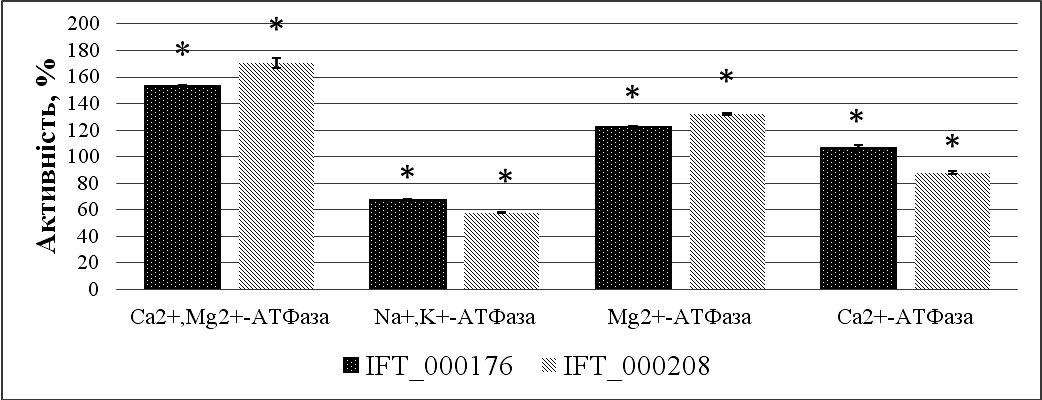 Активність, %
200
180
160
140
120
100
80
60
40
20
0
* * * * * * * *
Ca2+,Mg2+-АТФаза Na+,K+-АТФаза Mg2+-АТФаза Ca2+-АТФаза
IFT_000176 IFT_000208